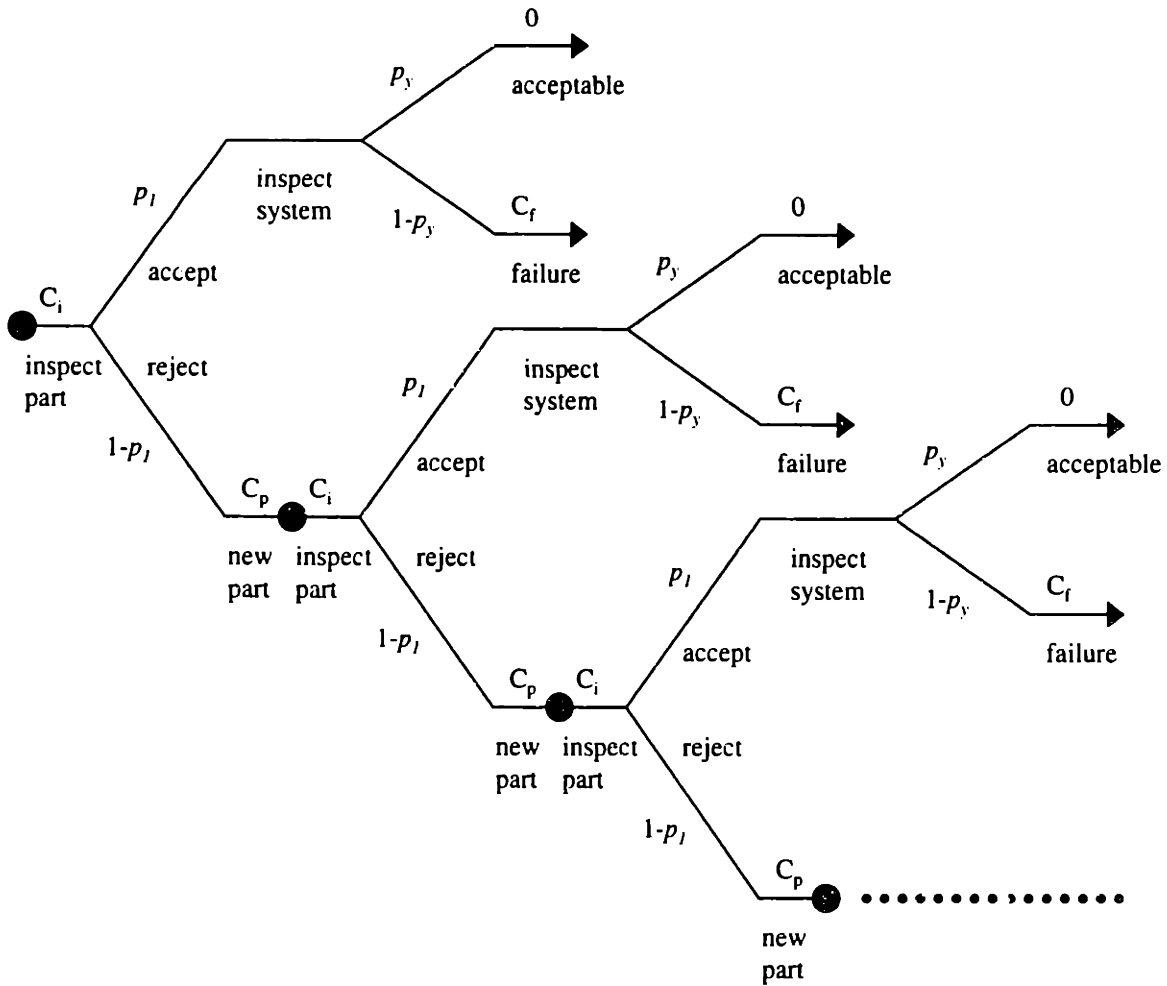 0
p_y
acceptable
inspect
system
p_1
1-p_y
C_f
accept
failure
C_i
inspect
part
reject
1-p_1
0
p_y
acceptable
inspect
system
p_1
1-p_y
C_f
accept
failure
C_p
C_i
new
part
inspect
part
reject
1-p_1
0
p_y
acceptable
inspect
system
p_1
1-p_y
C_f
accept
failure
C_p
C_i
new
part
inspect
part
reject
1-p_1
C_p
new
part